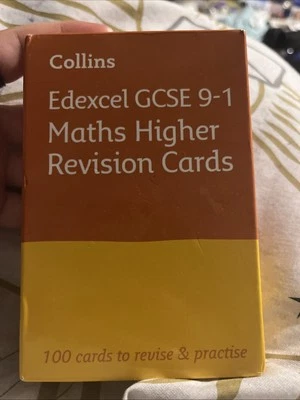 Collins
Edexcel GCSE 9-1
Maths Higher
Revision Cards
100 cards to revise & practise